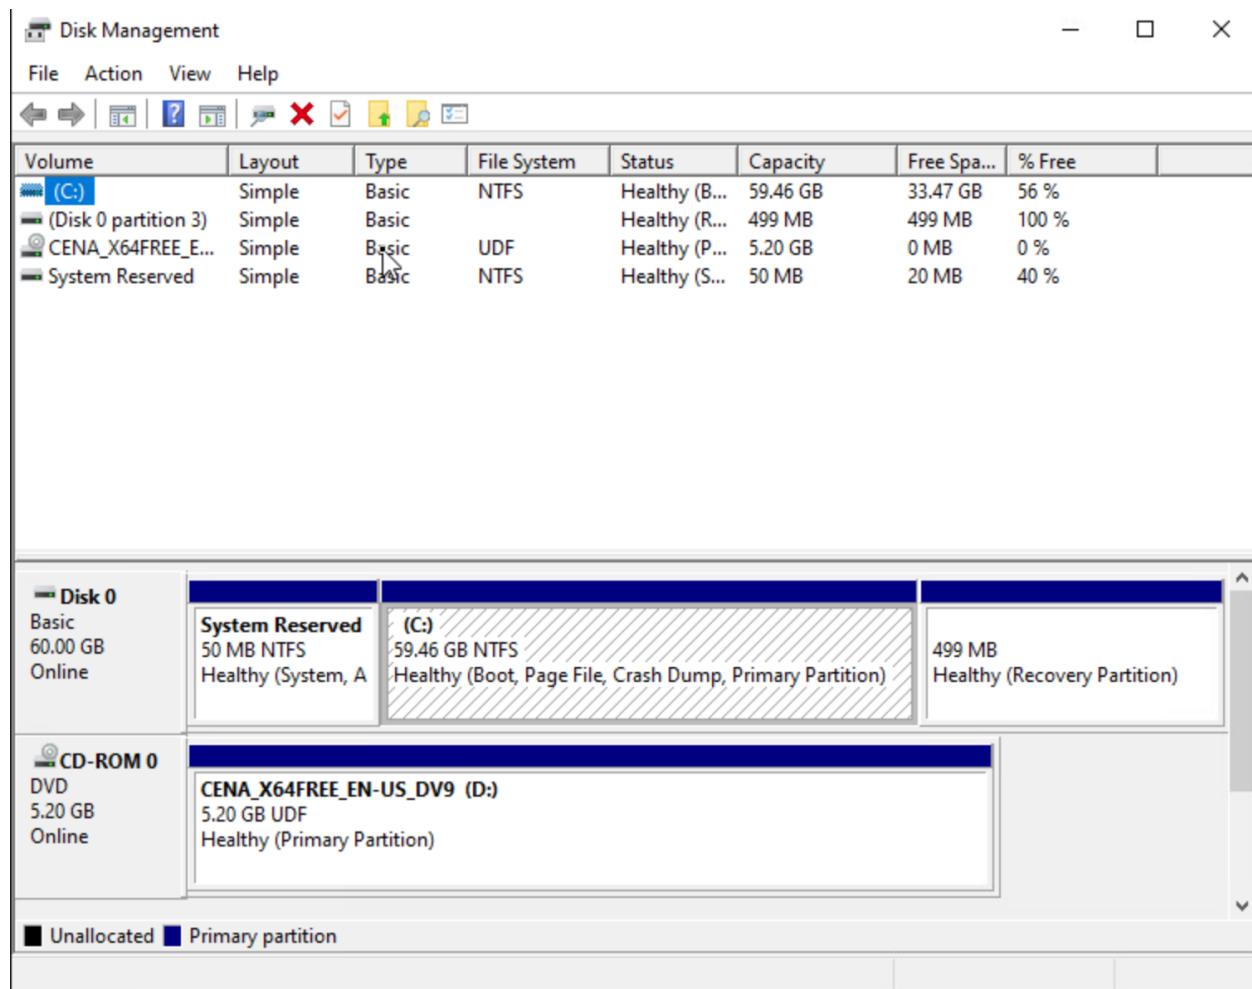 Disk Management
File Action View Help
Volume Layout Type File System Status Capacity Free Spa... % Free
(C:) Simple Basic NTFS Healthy (B... 59.46 GB 33.47 GB 56 %
(Disk 0 partition 3) Simple Basic Healthy (R... 499 MB 499 MB 100 %
CENA_X64FREE_E... Simple Basic UDF Healthy (P... 5.20 GB 0 MB 0 %
System Reserved Simple Basic NTFS Healthy (S... 50 MB 20 MB 40 %
Disk 0
Basic
60.00 GB
Online
System Reserved
50 MB NTFS
Healthy (System, A
(C:)
59.46 GB NTFS
Healthy (Boot, Page File, Crash Dump, Primary Partition)
499 MB
Healthy (Recovery Partition)
CD-ROM 0
DVD
5.20 GB
Online
CENA_X64FREE_EN-US_DV9 (D:)
5.20 GB UDF
Healthy (Primary Partition)
Unallocated Primary partition